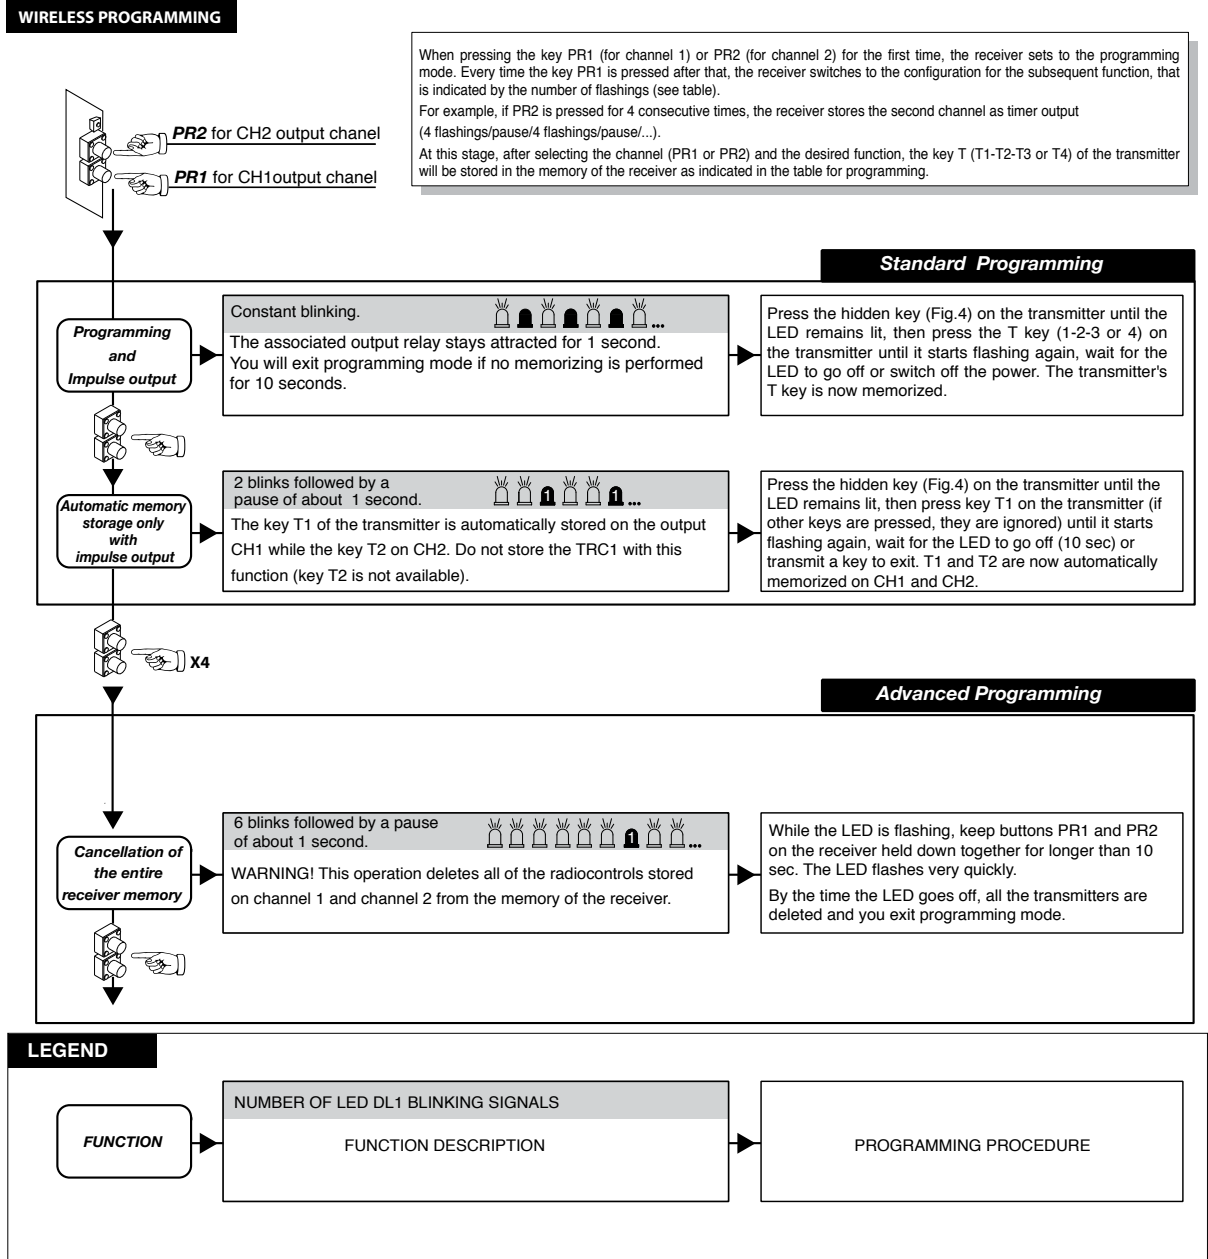 WIRELESS PROGRAMMING
When pressing the key PR1 (for channel 1) or PR2 (for channel 2) for the first time, the receiver sets to the programming
mode. Every time the key PR1 is pressed after that, the receiver switches to the configuration for the subsequent function, that
is indicated by the number of flashings (see table).
For example, if PR2 is pressed for 4 consecutive times, the receiver stores the second channel as timer output
(4 flashings/pause/4 flashings/pause/...).
At this stage, after selecting the channel (PR1 or PR2) and the desired function, the key T (T1-T2-T3 or T4) of the transmitter
will be stored in the memory of the receiver as indicated in the table for programming.
PR2 for CH2 output chanel
PR1 for CH1output chanel
Standard Programming
Programming
and
Impulse output
Constant blinking.
...
The associated output relay stays attracted for 1 second.
You will exit programming mode if no memorizing is performed
for 10 seconds.
Press the hidden key (Fig.4) on the transmitter until the
LED remains lit, then press the T key (1-2-3 or 4) on
the transmitter until it starts flashing again, wait for the
LED to go off or switch off the power. The transmitter's
T key is now memorized.
Automatic memory
storage only
with
impulse output
2 blinks followed by a
pause of about 1 second.
1 1...
The key T1 of the transmitter is automatically stored on the output
CH1 while the key T2 on CH2. Do not store the TRC1 with this
function (key T2 is not available).
Press the hidden key (Fig.4) on the transmitter until the
LED remains lit, then press key T1 on the transmitter (if
other keys are pressed, they are ignored) until it starts
flashing again, wait for the LED to go off (10 sec) or
transmit a key to exit. T1 and T2 are now automatically
memorized on CH1 and CH2.
X4
Advanced Programming
Cancellation of
the entire
receiver memory
6 blinks followed by a pause
of about 1 second.
1 ...
WARNING! This operation deletes all of the radiocontrols stored
on channel 1 and channel 2 from the memory of the receiver.
While the LED is flashing, keep buttons PR1 and PR2
on the receiver held down together for longer than 10
sec. The LED flashes very quickly.
By the time the LED goes off, all the transmitters are
deleted and you exit programming mode.
LEGEND
FUNCTION
NUMBER OF LED DL1 BLINKING SIGNALS
FUNCTION DESCRIPTION
PROGRAMMING PROCEDURE